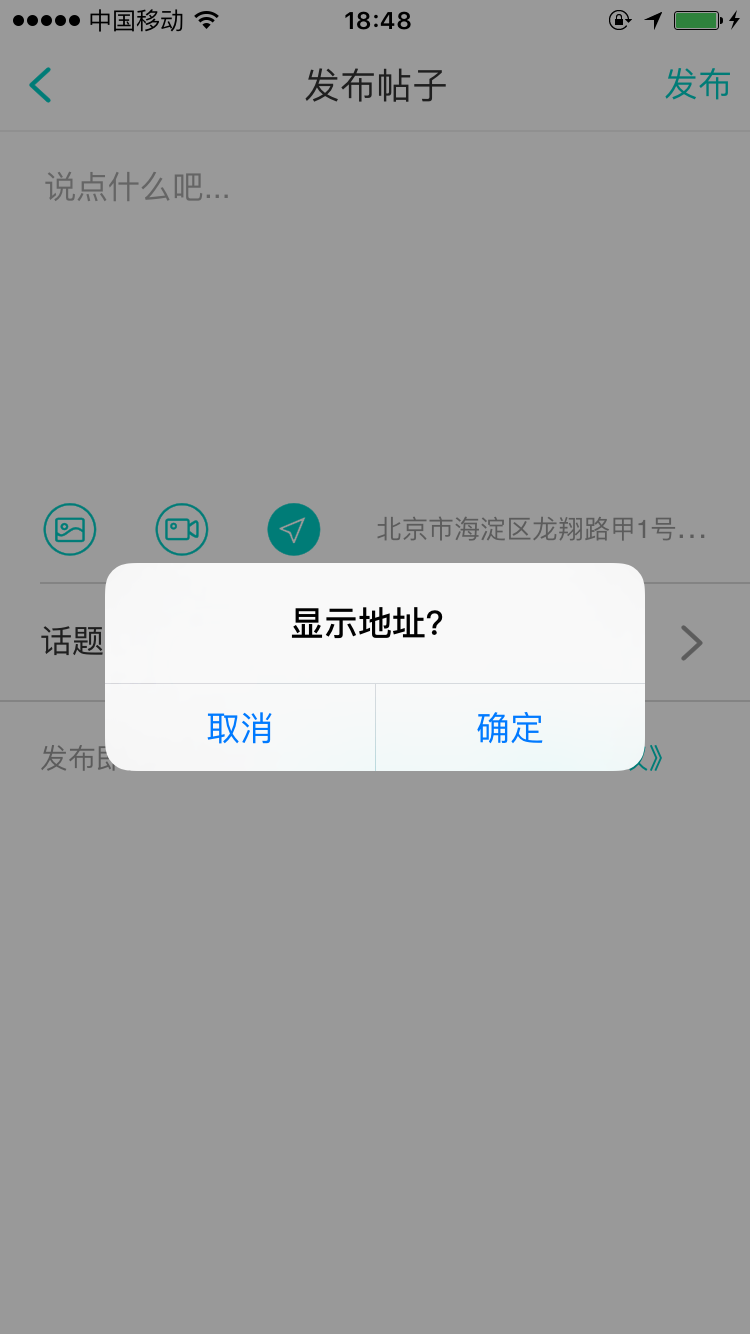 中国移动 18:48
发布帖子 发布
说点什么吧...
北京市海淀区龙翔路甲1号...
显示地址?
话题
取消 确定
发布 》